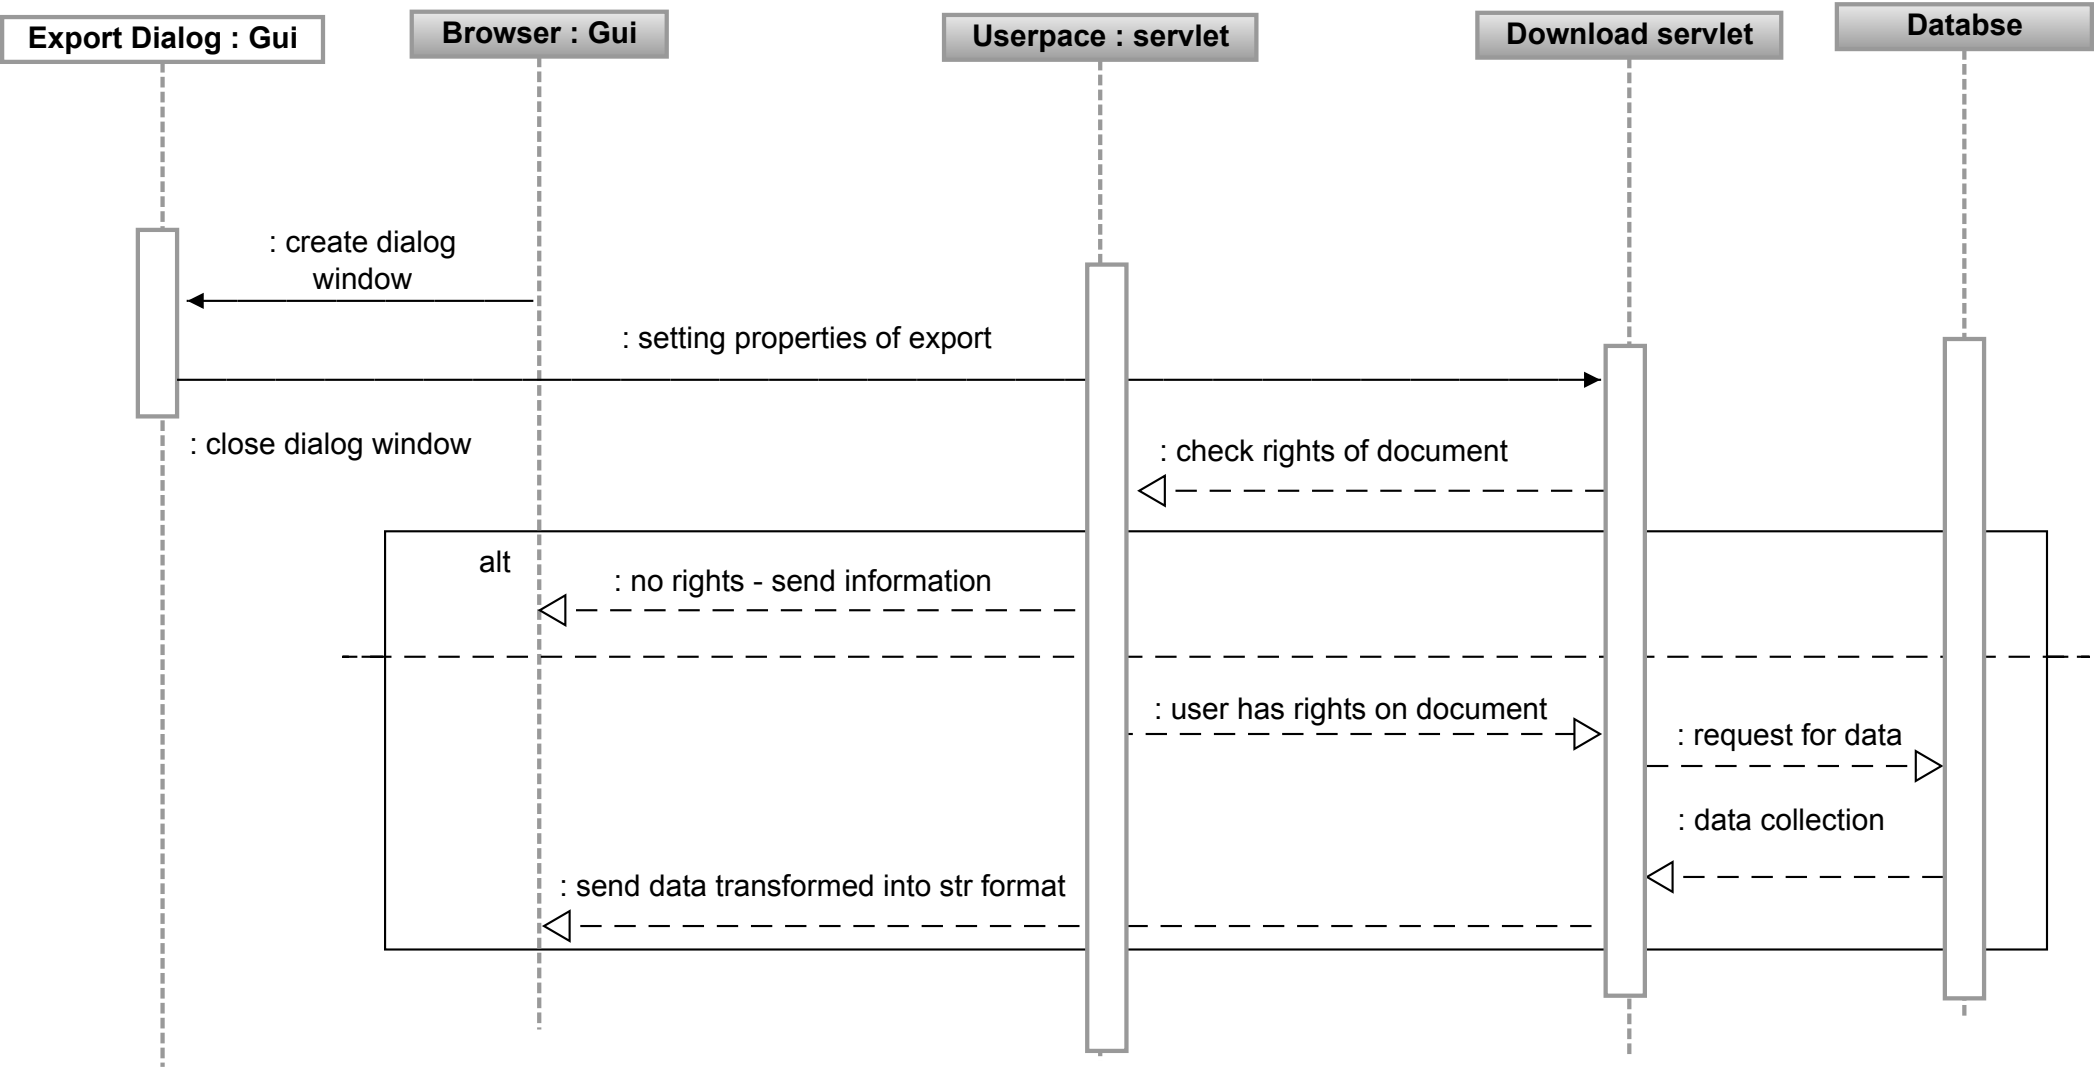 Export Dialog : Gui
Browser : Gui
Userpace : servlet
Download servlet
Databse
: create dialog
window
: setting properties of export
: close dialog window
: check rights of document
alt
: no rights - send information
: user has rights on document
: request for data
: data collection
: send data transformed into str format